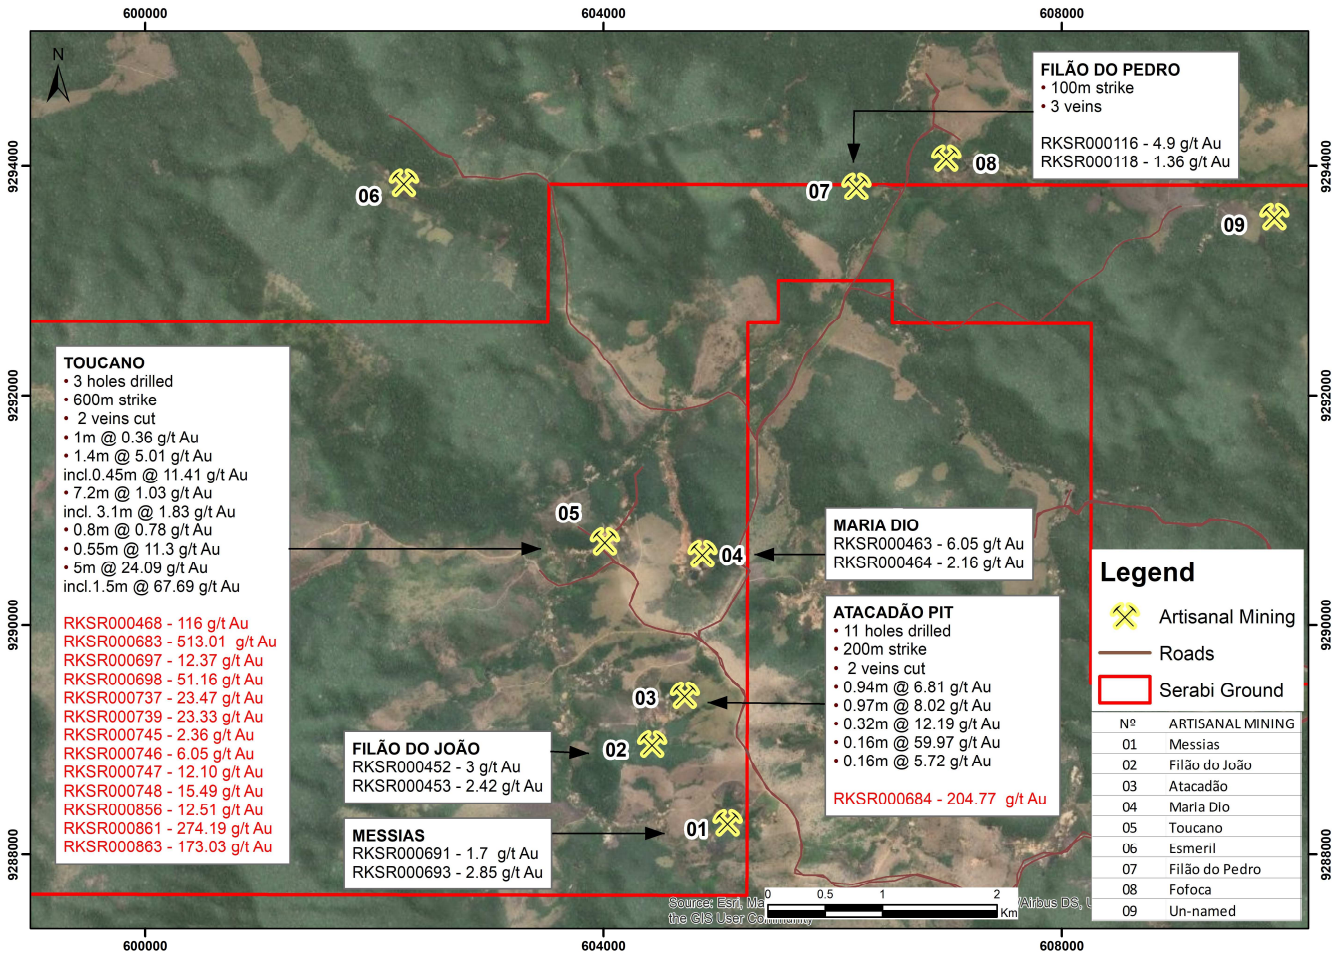 600000
604000
608000
N
9294000
9294000
9292000
9292000
9290000
9290000
9288000
9288000
FILÃO DO PEDRO
• 100m strike
• 3 veins
RKSR000116 - 4.9 g/t Au
RKSR000118 - 1.36 g/t Au
06
07
08
09
TOUCANO
• 3 holes drilled
• 600m strike
• 2 veins cut
• 1m @ 0.36 g/t Au
• 1.4m @ 5.01 g/t Au
incl.0.45m @ 11.41 g/t Au
• 7.2m @ 1.03 g/t Au
incl. 3.1m @ 1.83 g/t Au
• 0.8m @ 0.78 g/t Au
• 0.55m @ 11.3 g/t Au
• 5m @ 24.09 g/t Au
incl.1.5m @ 67.69 g/t Au
RKSR000468 - 116 g/t Au
RKSR000683 - 513.01 g/t Au
RKSR000697 - 12.37 g/t Au
RKSR000698 - 51.16 g/t Au
RKSR000737 - 23.47 g/t Au
RKSR000739 - 23.33 g/t Au
RKSR000745 - 2.36 g/t Au
RKSR000746 - 6.05 g/t Au
RKSR000747 - 12.10 g/t Au
RKSR000748 - 15.49 g/t Au
RKSR000856 - 12.51 g/t Au
RKSR000861 - 274.19 g/t Au
RKSR000863 - 173.03 g/t Au
05
04
03
02
01
MARIA DIO
RKSR000463 - 6.05 g/t Au
RKSR000464 - 2.16 g/t Au
ATACADÃO PIT
• 11 holes drilled
• 200m strike
• 2 veins cut
• 0.94m @ 6.81 g/t Au
• 0.97m @ 8.02 g/t Au
• 0.32m @ 12.19 g/t Au
• 0.16m @ 59.97 g/t Au
• 0.16m @ 5.72 g/t Au
RKSR000684 - 204.77 g/t Au
FILÃO DO JOÃO
RKSR000452 - 3 g/t Au
RKSR000453 - 2.42 g/t Au
MESSIAS
RKSR000691 - 1.7 g/t Au
RKSR000693 - 2.85 g/t Au
Legend
Artisanal Mining
Roads
Serabi Ground
Nº ARTISANAL MINING
01 Messias
02 Filão do João
03 Atacadão
04 Maria Dio
05 Toucano
06 Esmeril
07 Filão do Pedro
08 Fofoca
09 Un-named
0 0.5 1 2
Km
Source: Esri, Airbus DS,
the GIS User Community
600000
604000
608000